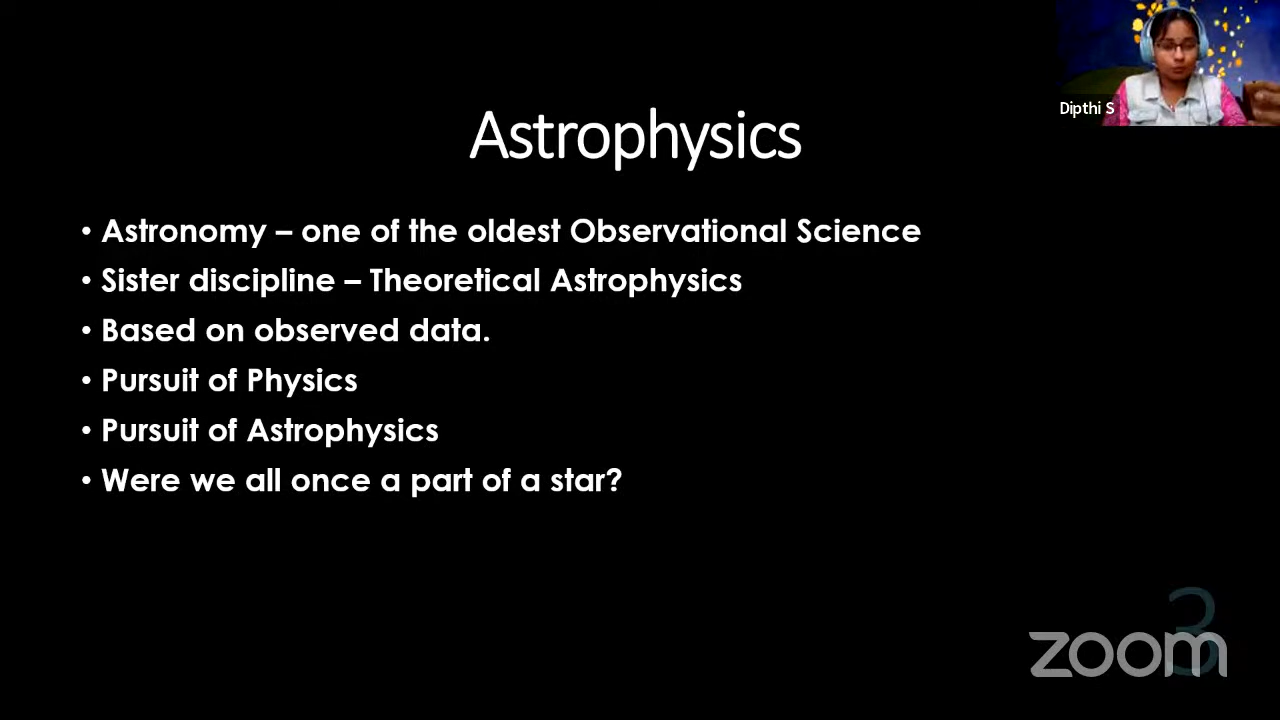 Dipthi S
Astrophysics
• Astronomy – one of the oldest Observational Science
• Sister discipline – Theoretical Astrophysics
• Based on observed data.
• Pursuit of Physics
• Pursuit of Astrophysics
• Were we all once a part of a star?
3
zoom